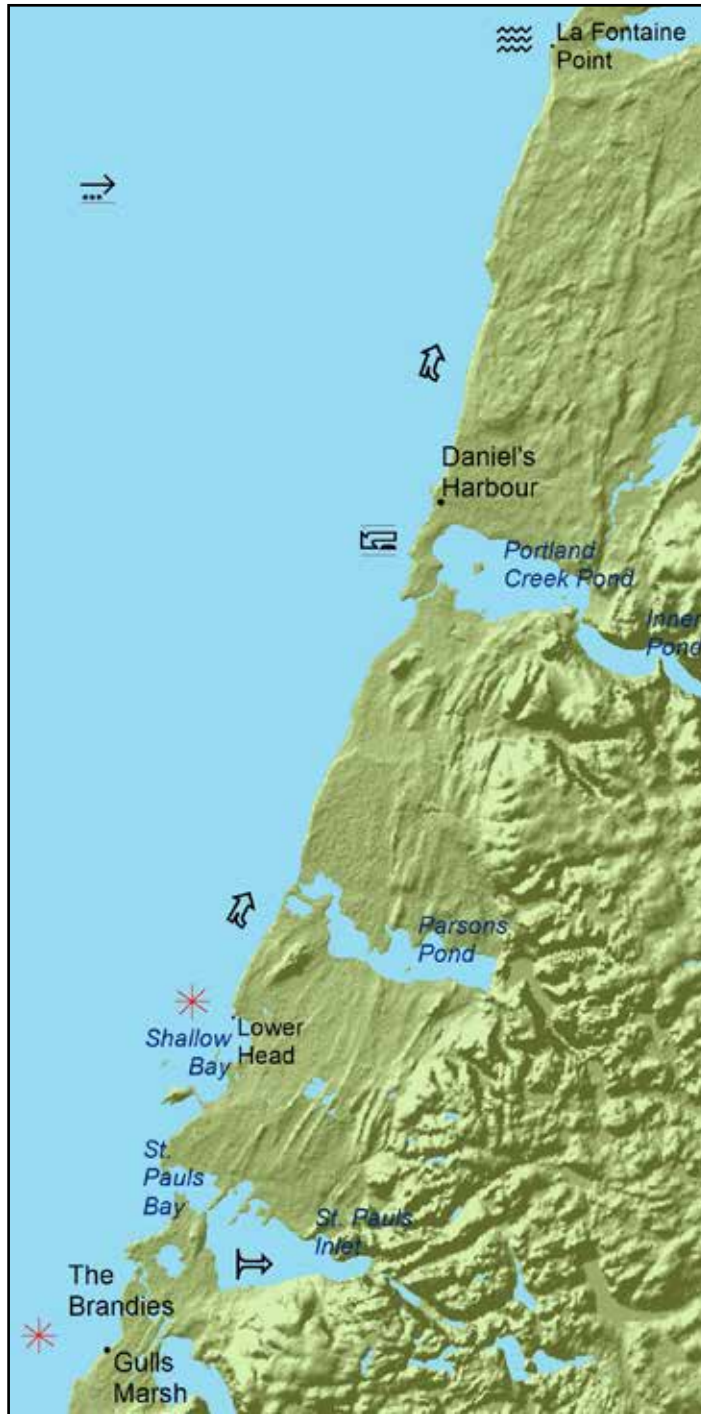 La Fontaine
Point
Daniel's
Harbour
Portland
Creek Pond
Inner
Pond
Parsons
Pond
Lower
Head
Shallow
Bay
St.
Pauls
Bay
St. Pauls
Inlet
The
Brandies
Gulls
Marsh